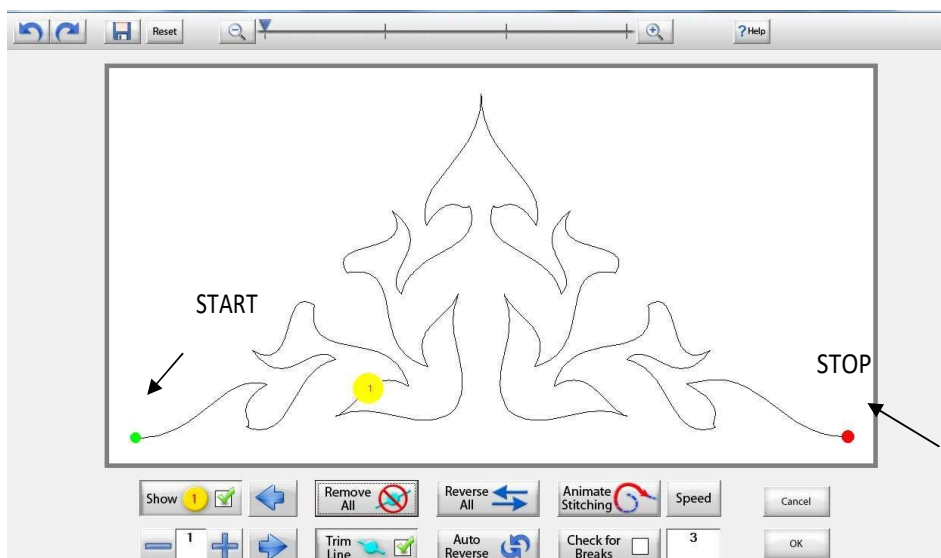 Reset
? Help
START
STOP
1
Show 1
Remove All
Reverse All
Animate Stitching
Speed
Cancel
1
Trim Line
Auto Reverse
Check for Breaks
3
OK